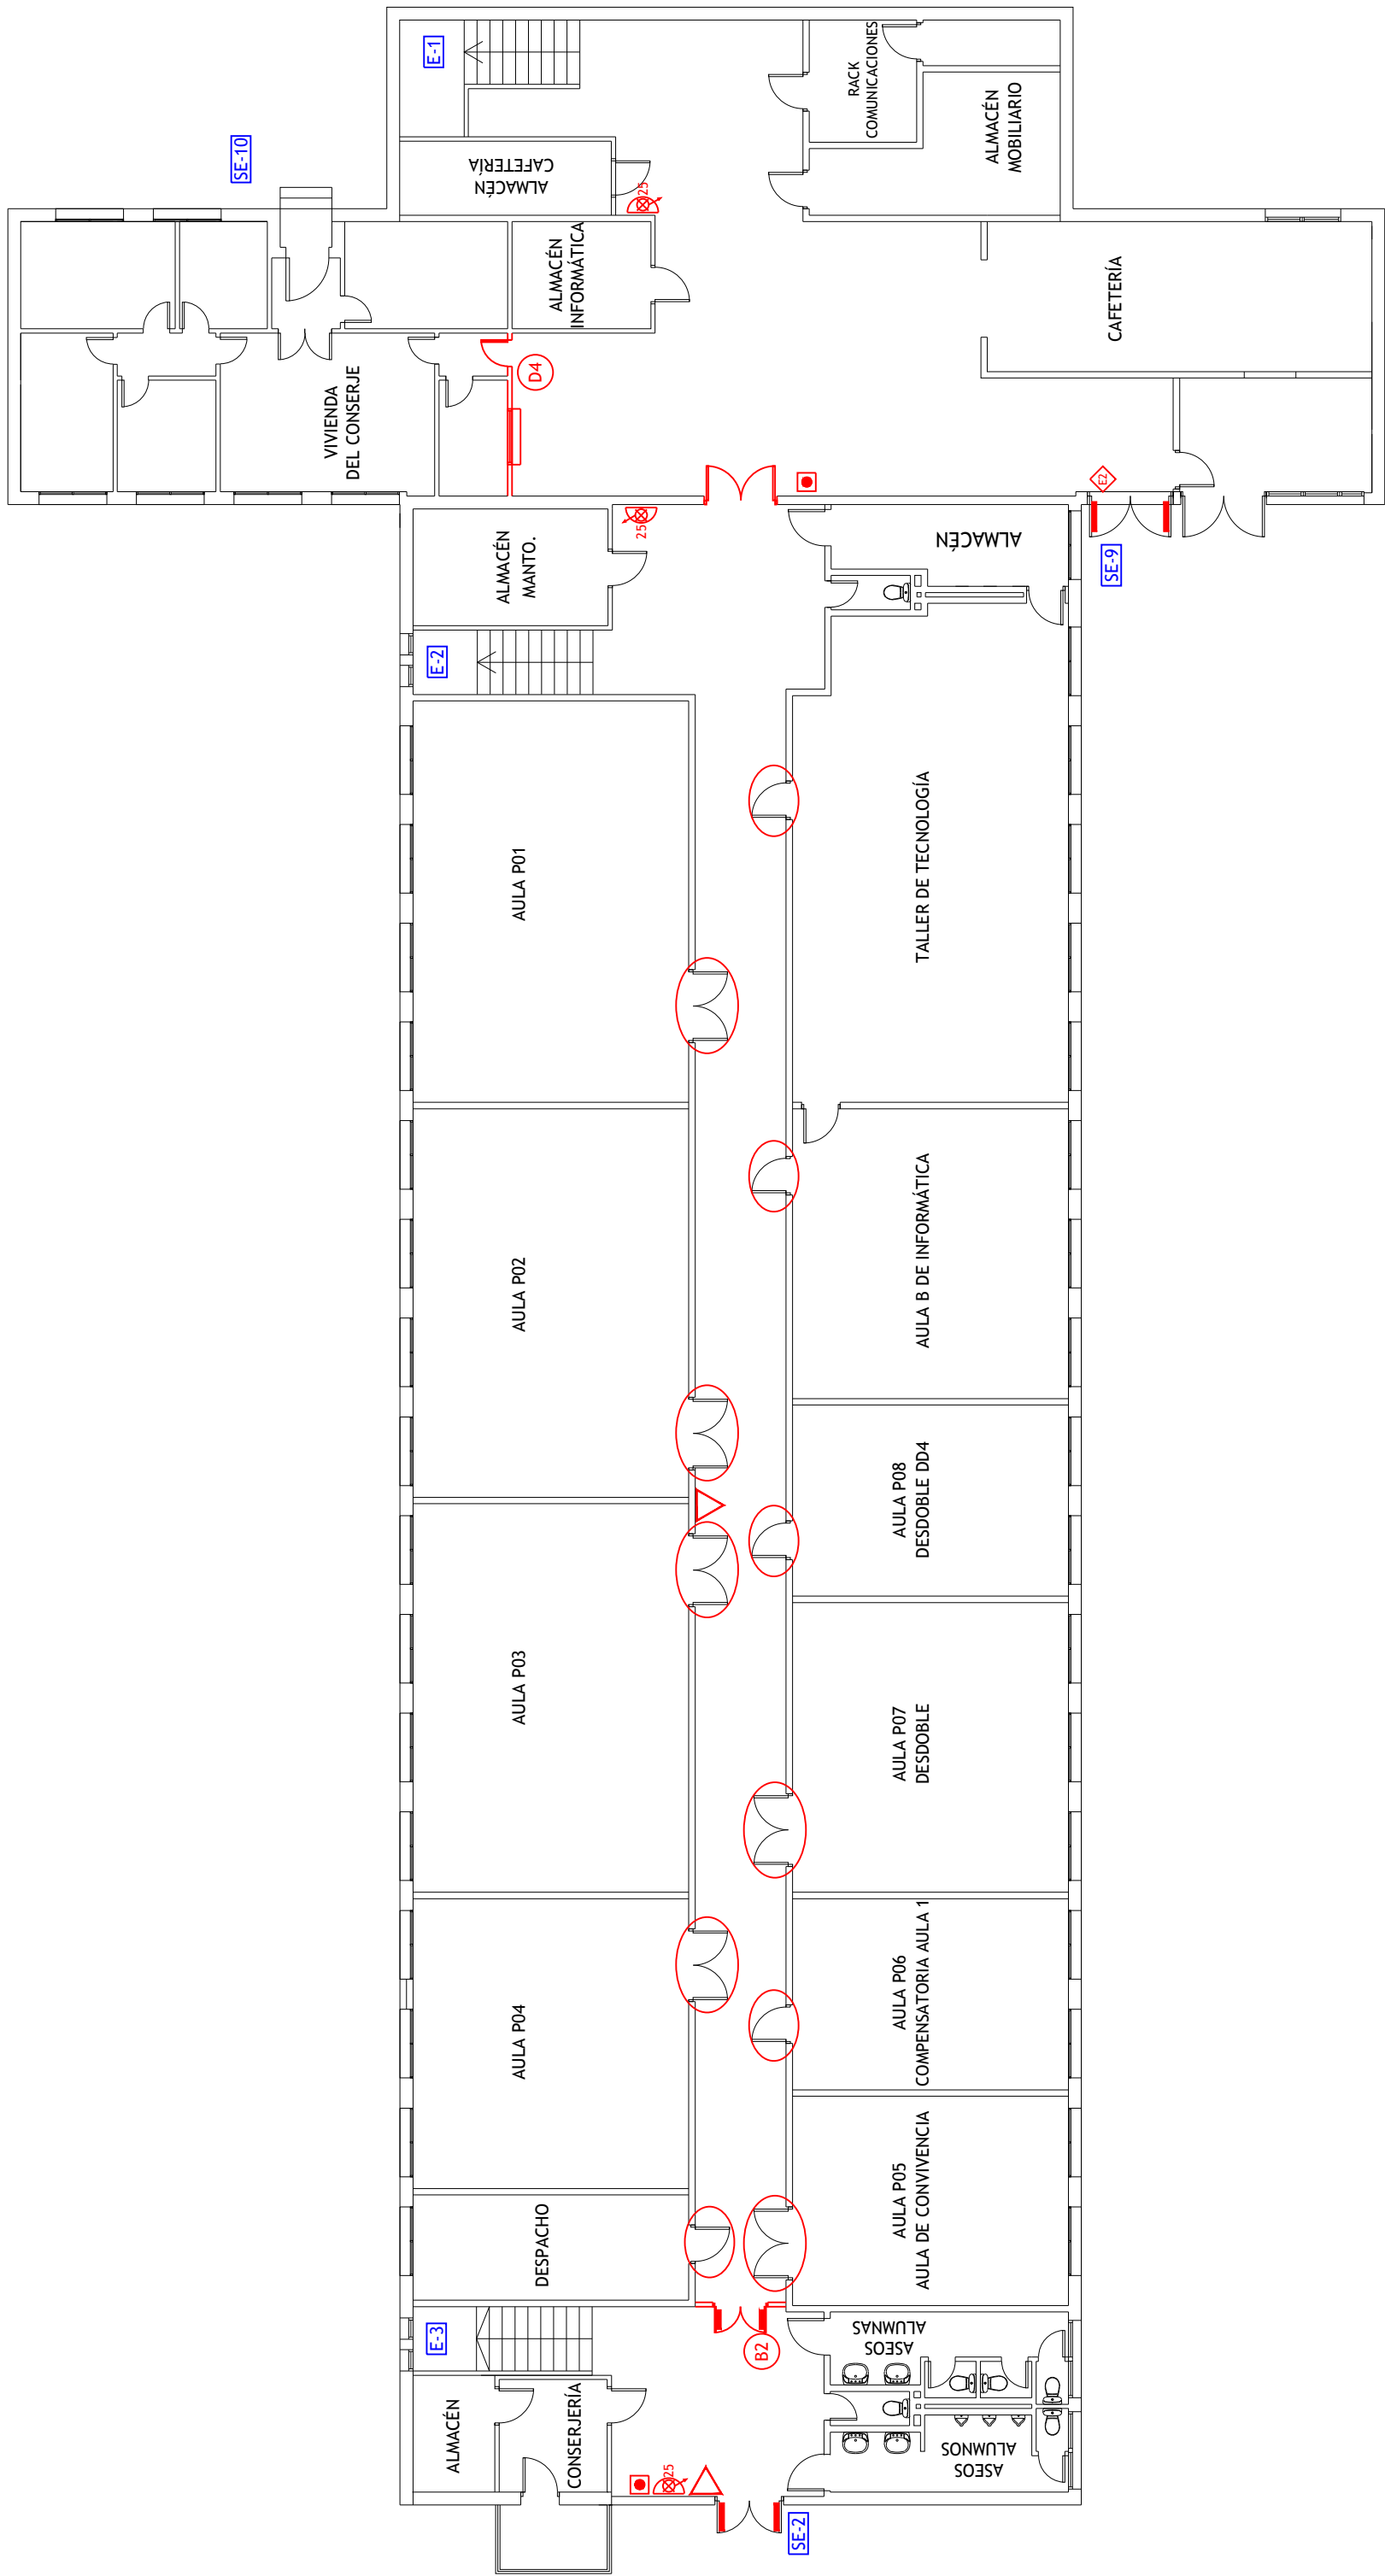 E-1
RACK
COMUNICACIONES
ALMACÉN
MOBILIARIO
SE-10
ALMACÉN
CAFETERÍA
25
ALMACÉN
INFORMÁTICA
CAFETERÍA
D4
VIVIENDA
DEL CONSERJE
E2
SE-9
25
ALMACÉN
MANTO.
ALMACÉN
E-2
AULA P01
TALLER DE TECNOLOGÍA
AULA P02
AULA B DE INFORMÁTICA
AULA P08
DESDOBLE DD4
AULA P03
AULA P07
DESDOBLE
AULA P04
AULA P06
COMPENSATORIA AULA 1
AULA P05
AULA DE CONVIVENCIA
DESPACHO
E-3
B2
ASEOS
ALUMNAS
ALMACÉN
CONSERJERÍA
ASEOS
ALUMNOS
25
SE-2